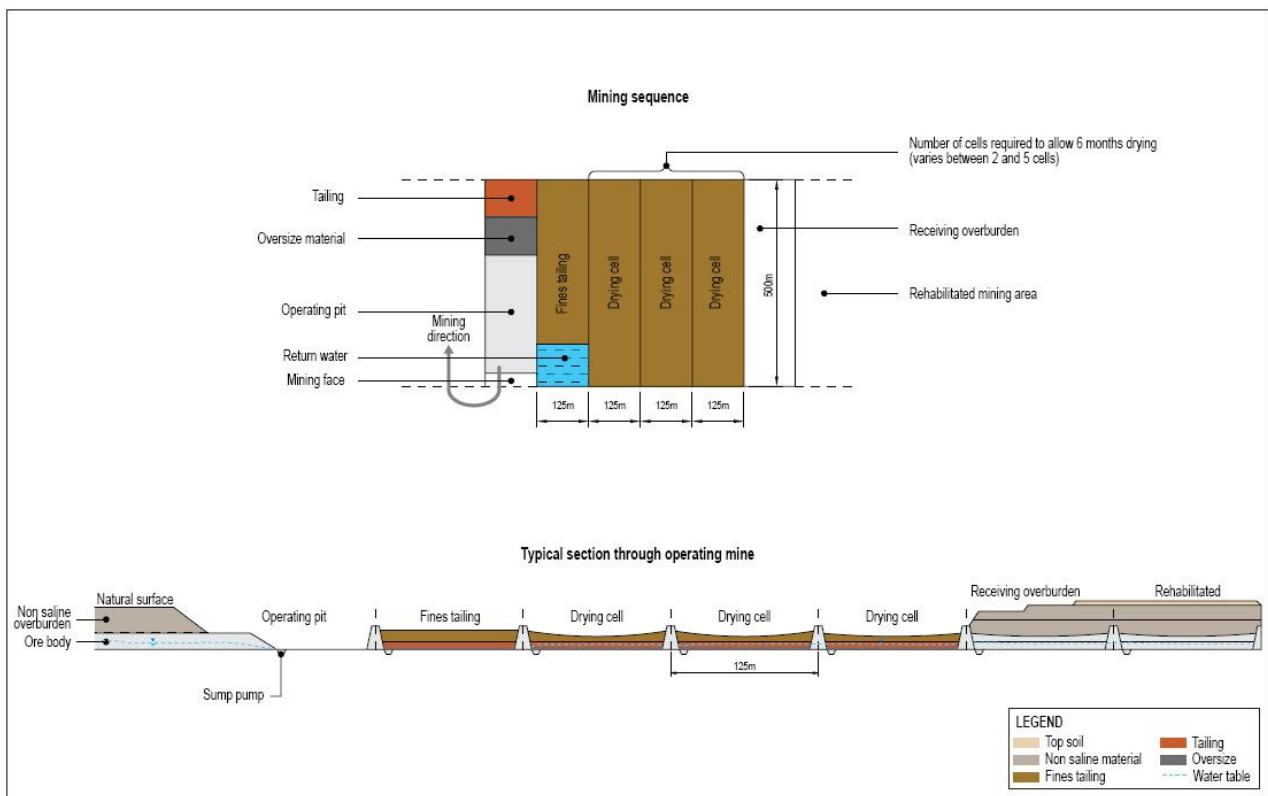 Mining sequence
Number of cells required to allow 6 months drying
(varies between 2 and 5 cells)
Tailing
Oversize material
Operating pit
Mining
direction
Return water
Mining face
Fines tailing
Drying cell
Drying cell
Drying cell
500m
Receiving overburden
Rehabilitated mining area
125m
125m
125m
125m
Typical section through operating mine
Natural surface
Non saline
overburden
Ore body
Operating pit
Sump pump
Fines tailing
Drying cell
Drying cell
Drying cell
Receiving overburden
Rehabilitated
125m
LEGEND
Top soil
Non saline material
Fines tailing
Tailing
Oversize
Water table